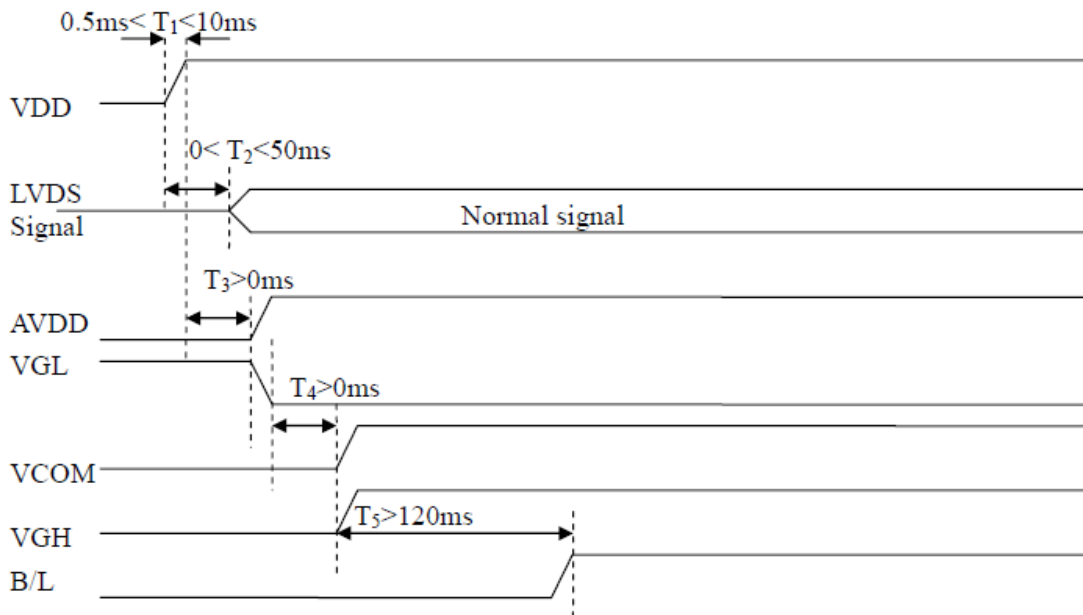 0.5ms< T₁<10ms
VDD
0< T₂<50ms
LVDS
Signal
Normal signal
T₃>0ms
AVDD
VGL
T₄>0ms
VCOM
T₅>120ms
VGH
B/L